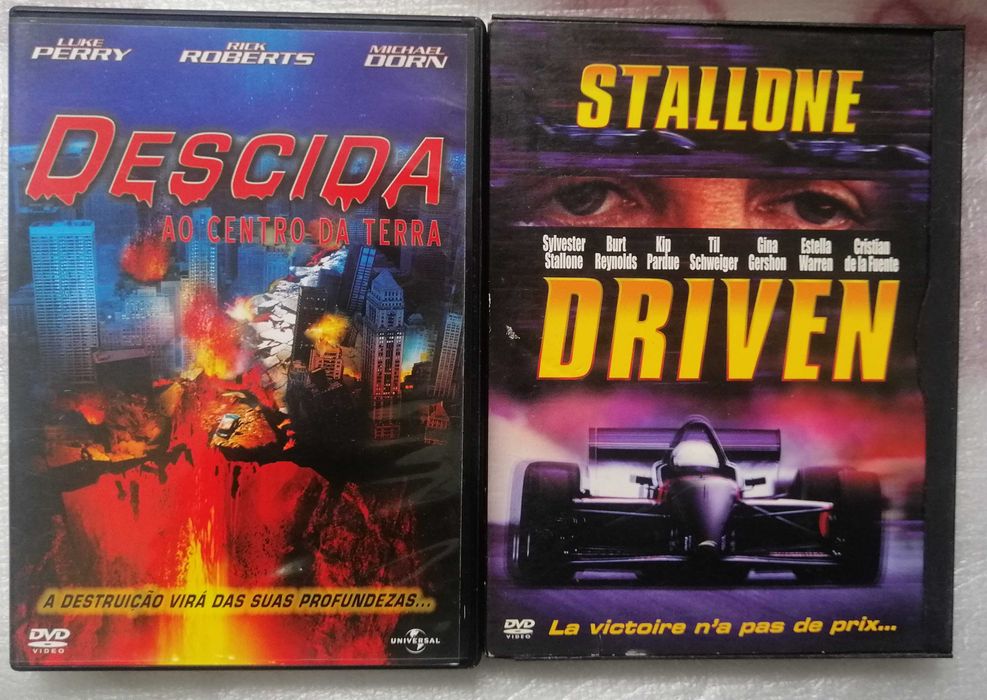 LUKE PERRY RICK ROBERTS MICHAEL DORN
DESCIDA
AO CENTRO DA TERRA
A DESTRUIÇÃO VIRÁ DAS SUAS PROFUNDEZAS...
DVD VIDEO
UNIVERSAL
STALLONE
Sylvester Stallone Burt Reynolds Kip Pardue Til Schweiger Gina Gershon Estella Warren Cristian de la Fuente
DRIVEN
DVD VIDEO
La victoire n'a pas de prix...